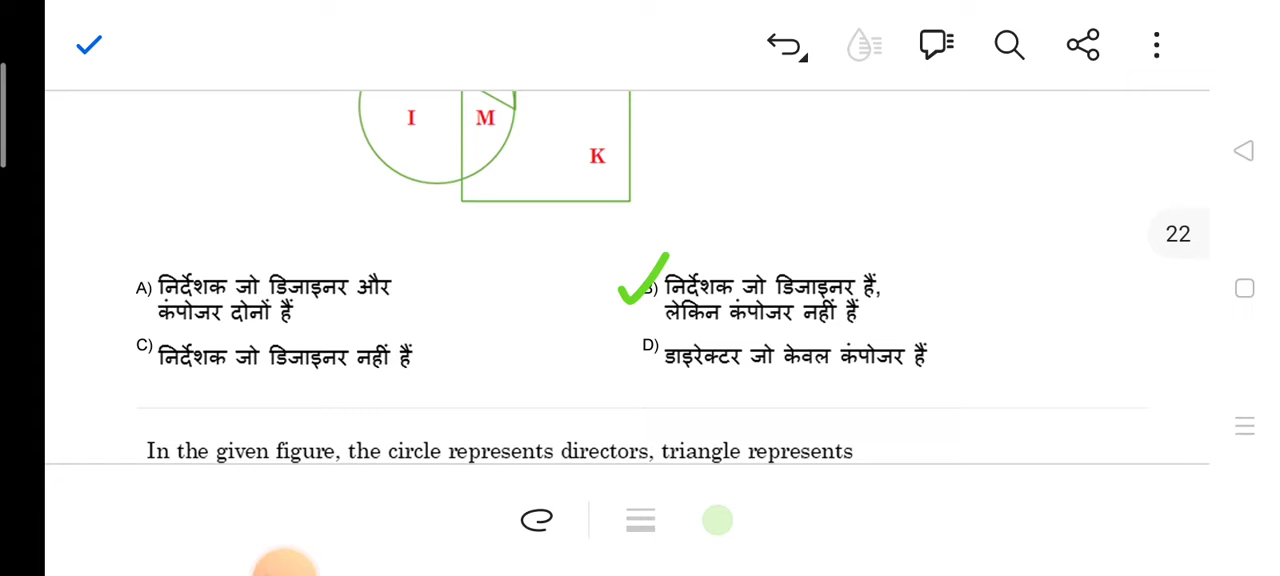 I M
K
22
A) निर्देशक जो डिजाइनर और
कंपोजर दोनों हैं
B) निर्देशक जो डिजाइनर हैं,
लेकिन कंपोजर नहीं हैं
C) निर्देशक जो डिजाइनर नहीं हैं
D) डाइरेक्टर जो केवल कंपोजर हैं
In the given figure, the circle represents directors, triangle represents